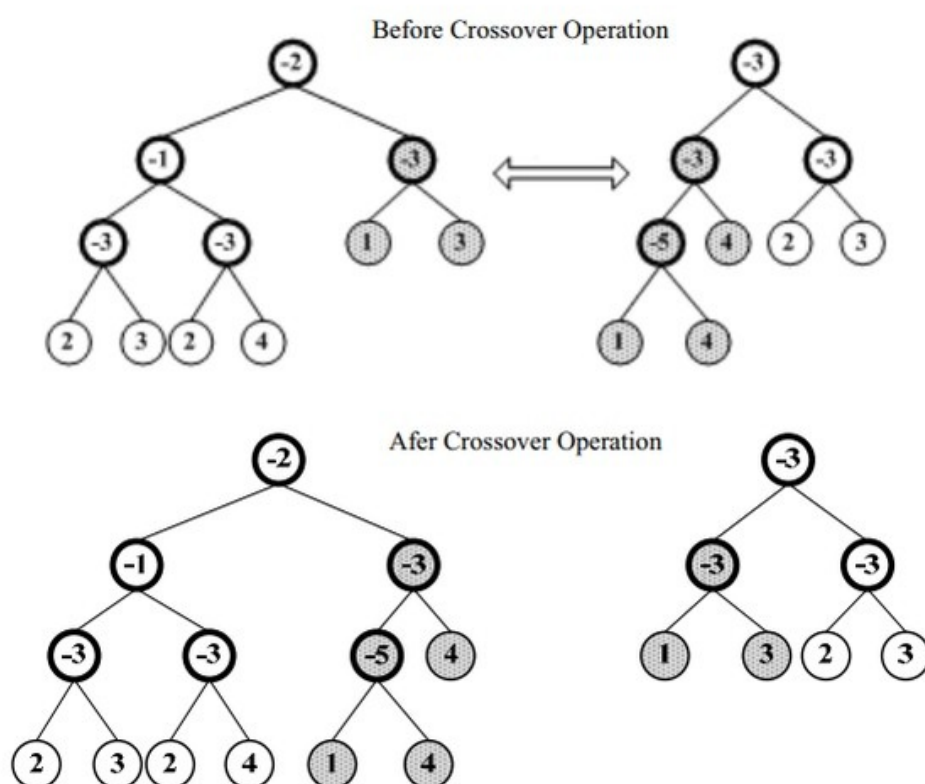 Before Crossover Operation
-2 -3
-1 -3 -3 -3
-3 -3 1 3 -5 4 2 3
2 3 2 4 1 4
Afer Crossover Operation
-2 -3
-1 -3 -3 -3
-3 -3 -5 4 1 3 2 3
2 3 2 4 1 4